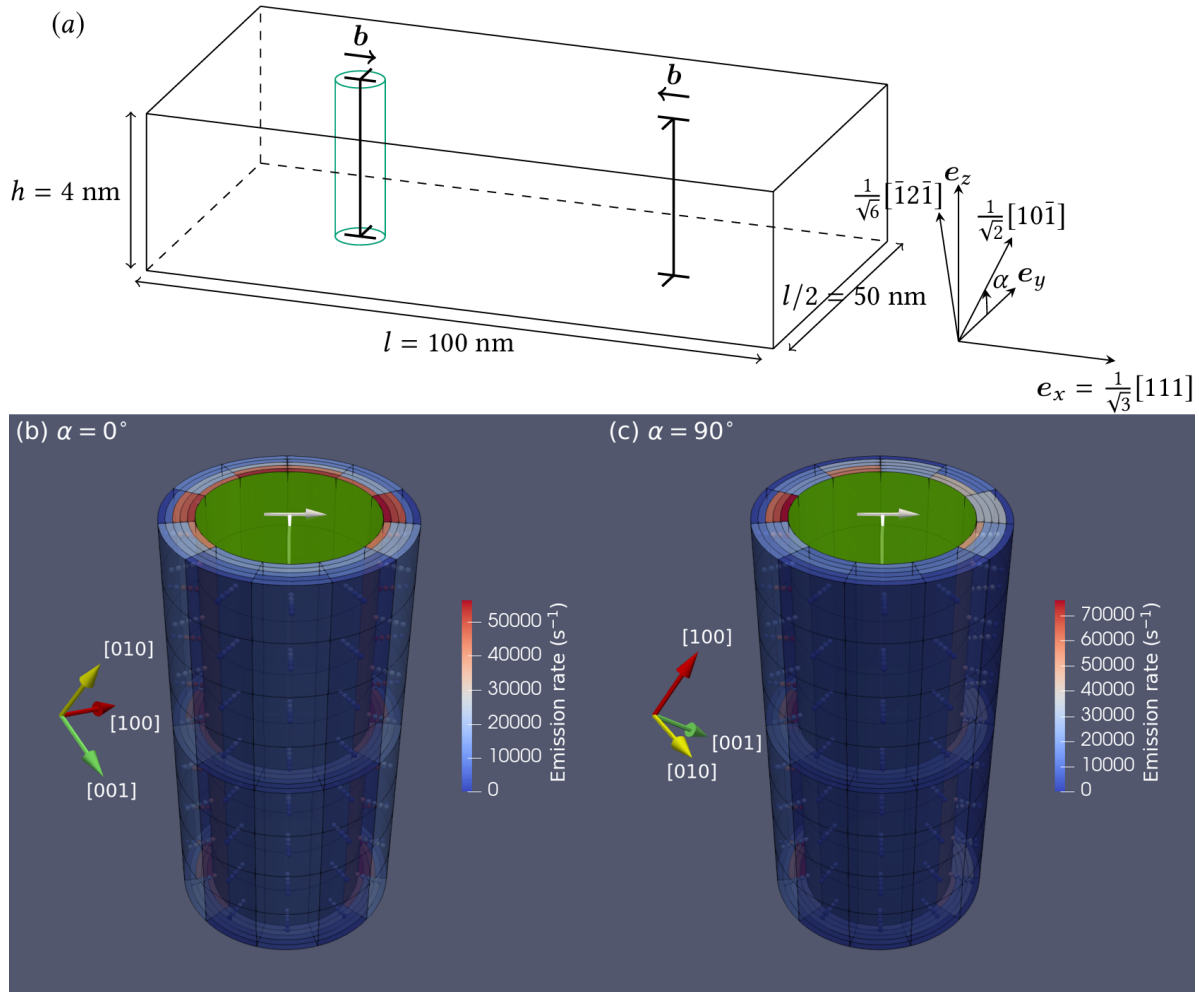 (a)
b
b
h = 4 nm
l = 100 nm
l/2 = 50 nm
1/√6 [1̄21̄]
e_z
1/√2 [101̄]
α
e_y
e_x = 1/√3 [111]
(b) α = 0°
(c) α = 90°
[010]
[100]
[001]
50000
40000
30000
20000
10000
0
Emission rate (s⁻¹)
[100]
[001]
[010]
70000
60000
50000
40000
30000
20000
10000
0
Emission rate (s⁻¹)